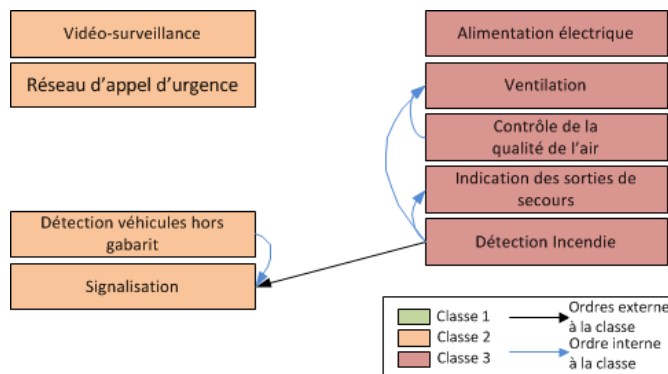 Vidéo-surveillance
Réseau d'appel d'urgence
Détection véhicules hors
gabarit
Signalisation
Alimentation électrique
Ventilation
Contrôle de la
qualité de l'air
Indication des sorties de
secours
Détection Incendie
Classe 1
Classe 2
Classe 3
Ordres externe
à la classe
Ordre interne
à la classe